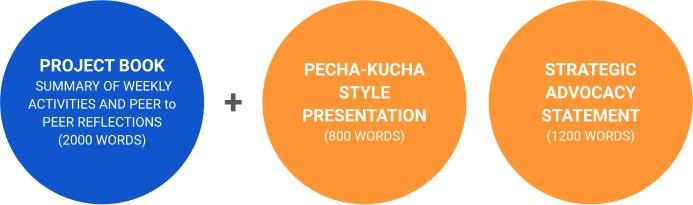 PROJECT BOOK
SUMMARY OF WEEKLY
ACTIVITIES AND PEER to
PEER REFLECTIONS
(2000 WORDS)
+
PECHA-KUCHA
STYLE
PRESENTATION
(800 WORDS)
STRATEGIC
ADVOCACY
STATEMENT
(1200 WORDS)